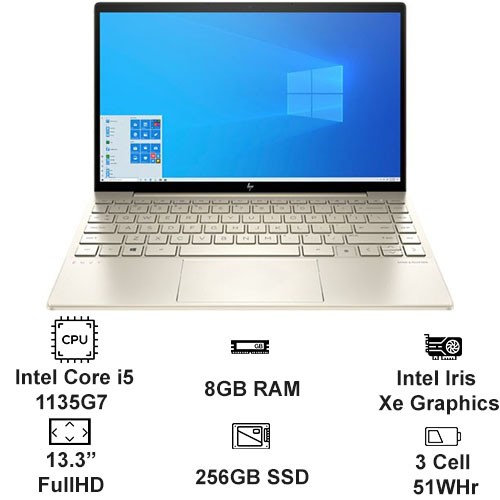 hp
CPU
Intel Core i5
1135G7
GB
8GB RAM
Intel Iris
Xe Graphics
13.3”
FullHD
256GB SSD
3 Cell
51WHr